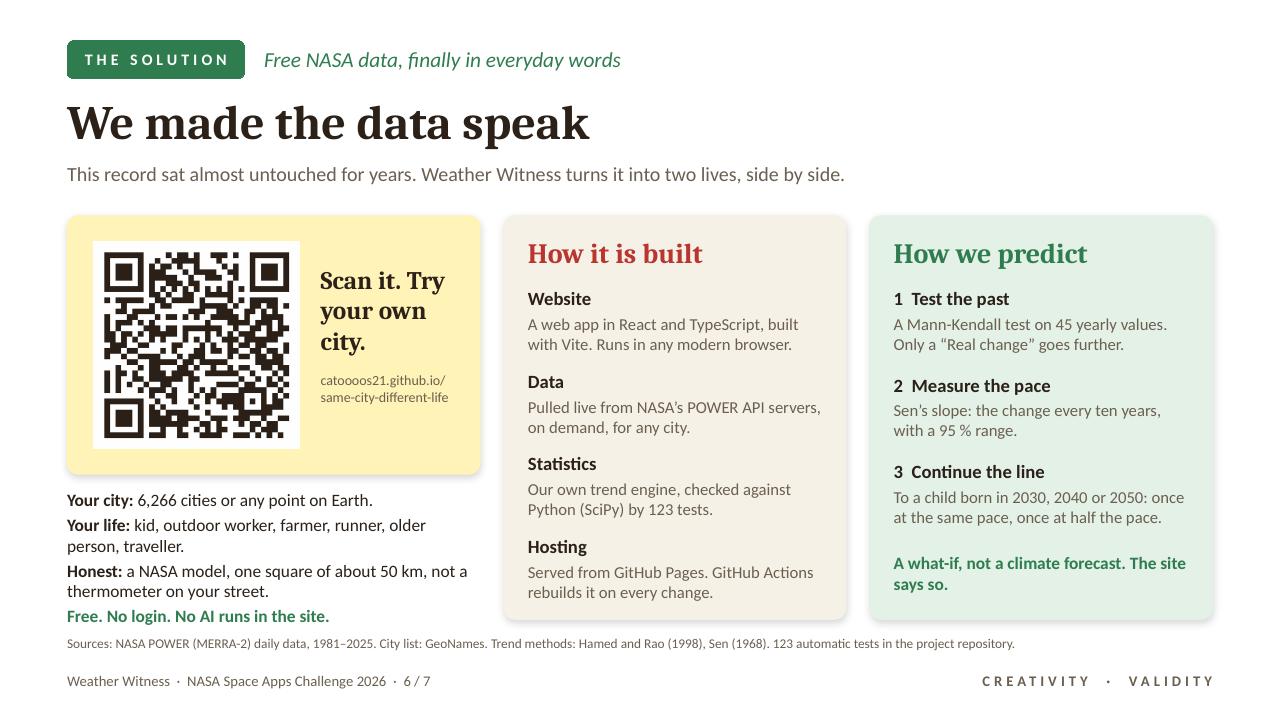 THE SOLUTION
Free NASA data, finally in everyday words
We made the data speak
This record sat almost untouched for years. Weather Witness turns it into two lives, side by side.
Scan it. Try
your own
city.
catoooos21.github.io/
same-city-different-life
Your city: 6,266 cities or any point on Earth.
Your life: kid, outdoor worker, farmer, runner, older
person, traveller.
Honest: a NASA model, one square of about 50 km, not a
thermometer on your street.
Free. No login. No AI runs in the site.
How it is built
Website
A web app in React and TypeScript, built
with Vite. Runs in any modern browser.
Data
Pulled live from NASA’s POWER API servers,
on demand, for any city.
Statistics
Our own trend engine, checked against
Python (SciPy) by 123 tests.
Hosting
Served from GitHub Pages. GitHub Actions
rebuilds it on every change.
How we predict
1 Test the past
A Mann-Kendall test on 45 yearly values.
Only a “Real change” goes further.
2 Measure the pace
Sen’s slope: the change every ten years,
with a 95 % range.
3 Continue the line
To a child born in 2030, 2040 or 2050: once
at the same pace, once at half the pace.
A what-if, not a climate forecast. The site
says so.
Sources: NASA POWER (MERRA-2) daily data, 1981–2025. City list: GeoNames. Trend methods: Hamed and Rao (1998), Sen (1968). 123 automatic tests in the project repository.
Weather Witness · NASA Space Apps Challenge 2026 · 6 / 7
CREATIVITY · VALIDITY